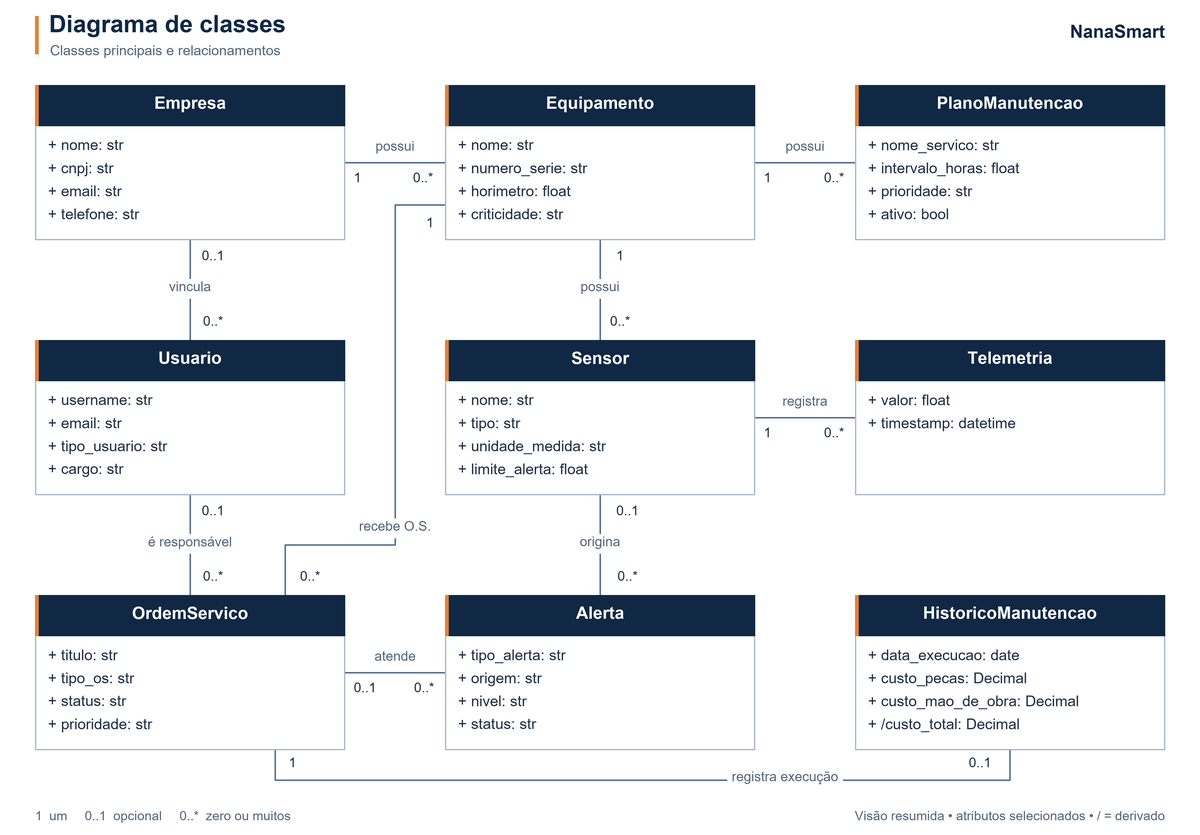 Diagrama de classes
Classes principais e relacionamentos
NanaSmart
Empresa
+ nome: str
+ cnpj: str
+ email: str
+ telefone: str
possui
1
0..*
Equipamento
+ nome: str
+ numero_serie: str
+ horimetro: float
+ criticidade: str
possui
1
0..*
PlanoManutencao
+ nome_servico: str
+ intervalo_horas: float
+ prioridade: str
+ ativo: bool
1
0..1
vincula
0..*
1
possui
0..*
Usuario
+ username: str
+ email: str
+ tipo_usuario: str
+ cargo: str
Sensor
+ nome: str
+ tipo: str
+ unidade_medida: str
+ limite_alerta: float
registra
1
0..*
Telemetria
+ valor: float
+ timestamp: datetime
0..1
é responsável
0..*
recebe O.S.
0..*
0..1
origina
0..*
OrdemServico
+ titulo: str
+ tipo_os: str
+ status: str
+ prioridade: str
atende
0..1
0..*
Alerta
+ tipo_alerta: str
+ origem: str
+ nivel: str
+ status: str
HistoricoManutencao
+ data_execucao: date
+ custo_pecas: Decimal
+ custo_mao_de_obra: Decimal
+ /custo_total: Decimal
1
registra execução
0..1
1 um 0..1 opcional 0..* zero ou muitos
Visão resumida • atributos selecionados • / = derivado